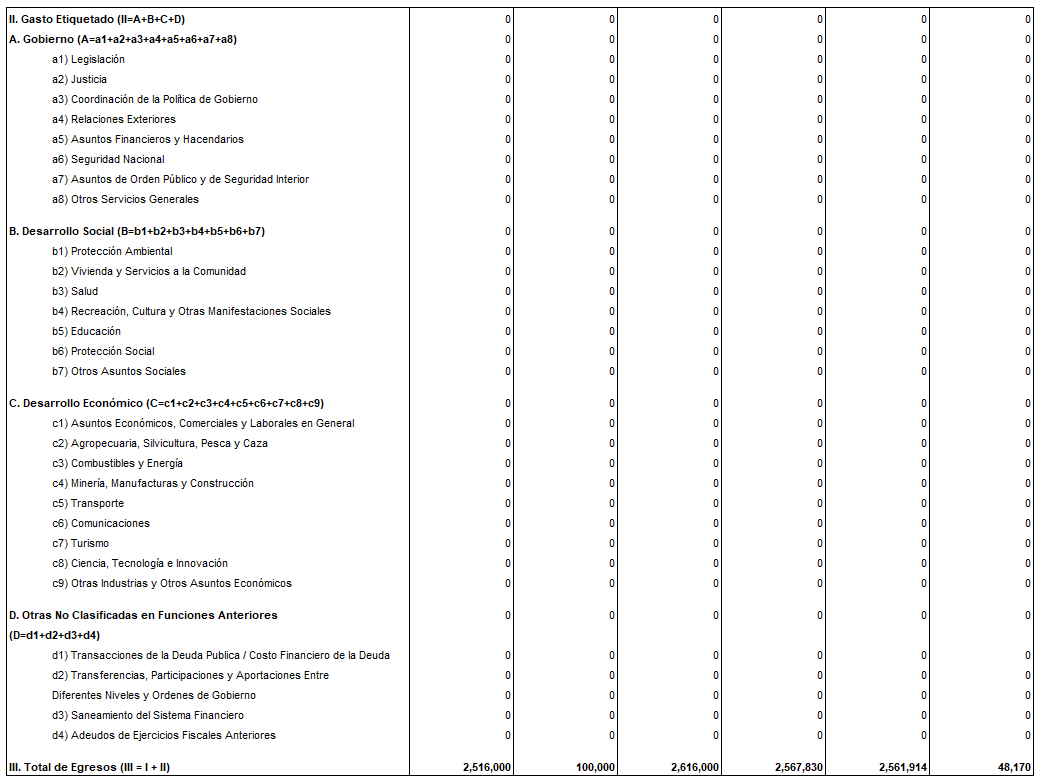 II. Gasto Etiquetado (II=A+B+C+D) 0 0 0 0 0 0
A. Gobierno (A=a1+a2+a3+a4+a5+a6+a7+a8) 0 0 0 0 0 0
a1) Legislación 0 0 0 0 0 0
a2) Justicia 0 0 0 0 0 0
a3) Coordinación de la Política de Gobierno 0 0 0 0 0 0
a4) Relaciones Exteriores 0 0 0 0 0 0
a5) Asuntos Financieros y Hacendarios 0 0 0 0 0 0
a6) Seguridad Nacional 0 0 0 0 0 0
a7) Asuntos de Orden Público y de Seguridad Interior 0 0 0 0 0 0
a8) Otros Servicios Generales 0 0 0 0 0 0
B. Desarrollo Social (B=b1+b2+b3+b4+b5+b6+b7) 0 0 0 0 0 0
b1) Protección Ambiental 0 0 0 0 0 0
b2) Vivienda y Servicios a la Comunidad 0 0 0 0 0 0
b3) Salud 0 0 0 0 0 0
b4) Recreación, Cultura y Otras Manifestaciones Sociales 0 0 0 0 0 0
b5) Educación 0 0 0 0 0 0
b6) Protección Social 0 0 0 0 0 0
b7) Otros Asuntos Sociales 0 0 0 0 0 0
C. Desarrollo Económico (C=c1+c2+c3+c4+c5+c6+c7+c8+c9) 0 0 0 0 0 0
c1) Asuntos Económicos, Comerciales y Laborales en General 0 0 0 0 0 0
c2) Agropecuaria, Silvicultura, Pesca y Caza 0 0 0 0 0 0
c3) Combustibles y Energía 0 0 0 0 0 0
c4) Minería, Manufacturas y Construcción 0 0 0 0 0 0
c5) Transporte 0 0 0 0 0 0
c6) Comunicaciones 0 0 0 0 0 0
c7) Turismo 0 0 0 0 0 0
c8) Ciencia, Tecnología e Innovación 0 0 0 0 0 0
c9) Otras Industrias y Otros Asuntos Económicos 0 0 0 0 0 0
D. Otras No Clasificadas en Funciones Anteriores 0 0 0 0 0 0
(D=d1+d2+d3+d4)
d1) Transacciones de la Deuda Publica / Costo Financiero de la Deuda 0 0 0 0 0 0
d2) Transferencias, Participaciones y Aportaciones Entre 0 0 0 0 0 0
Diferentes Niveles y Ordenes de Gobierno 0 0 0 0 0 0
d3) Saneamiento del Sistema Financiero 0 0 0 0 0 0
d4) Adeudos de Ejercicios Fiscales Anteriores 0 0 0 0 0 0
III. Total de Egresos (III = I + II) 2,516,000 100,000 2,616,000 2,567,830 2,561,914 48,170